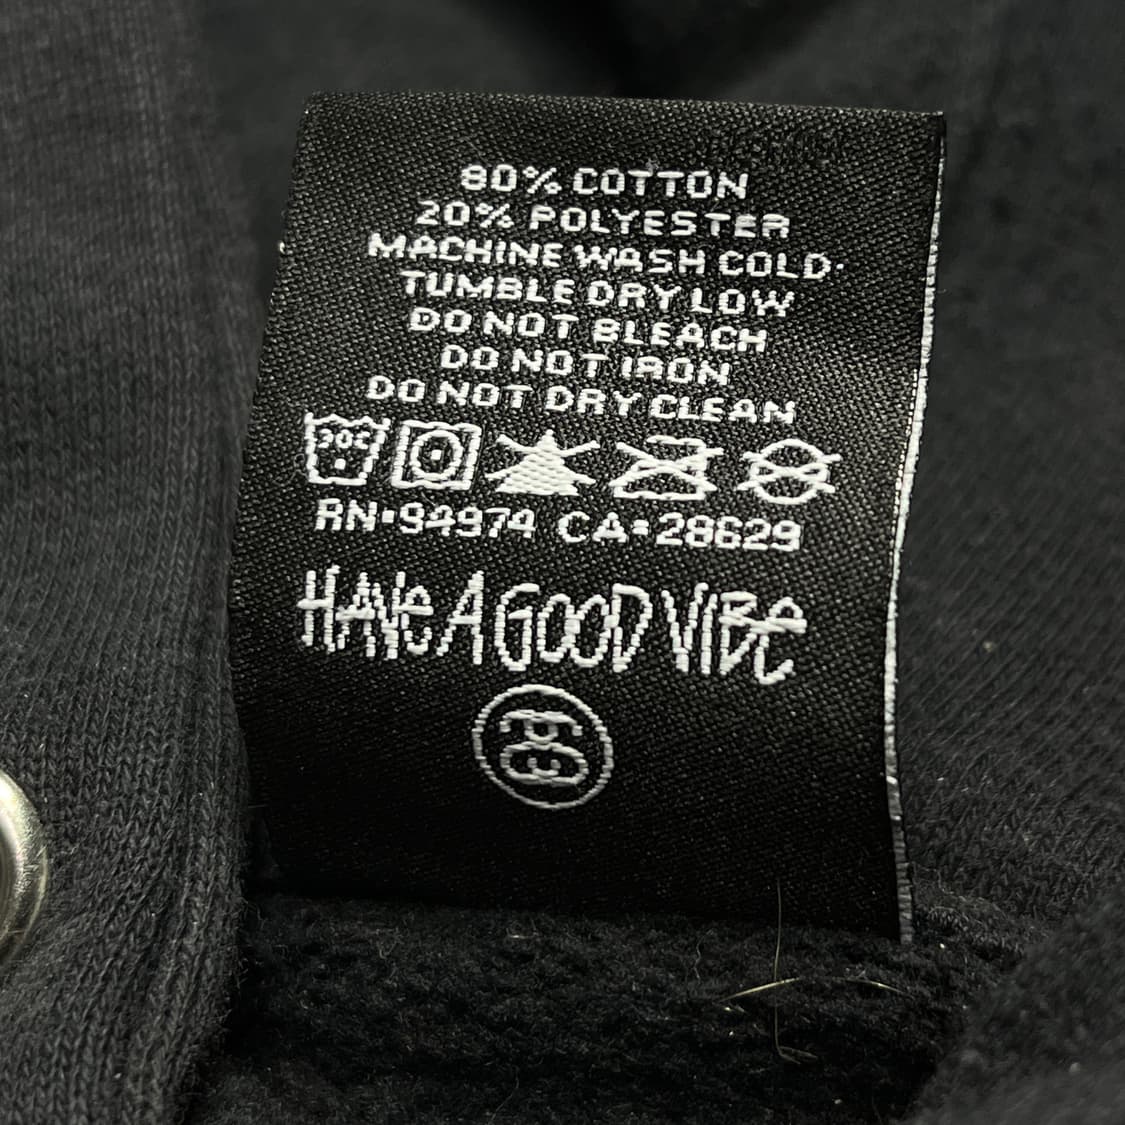 80% COTTON
20% POLYESTER
MACHINE WASH COLD
TUMBLE DRY LOW
DO NOT BLEACH
DO NOT IRON
DO NOT DRY CLEAN
30C
RN•94974 CA•28629
HAVE A GOOD VIBE